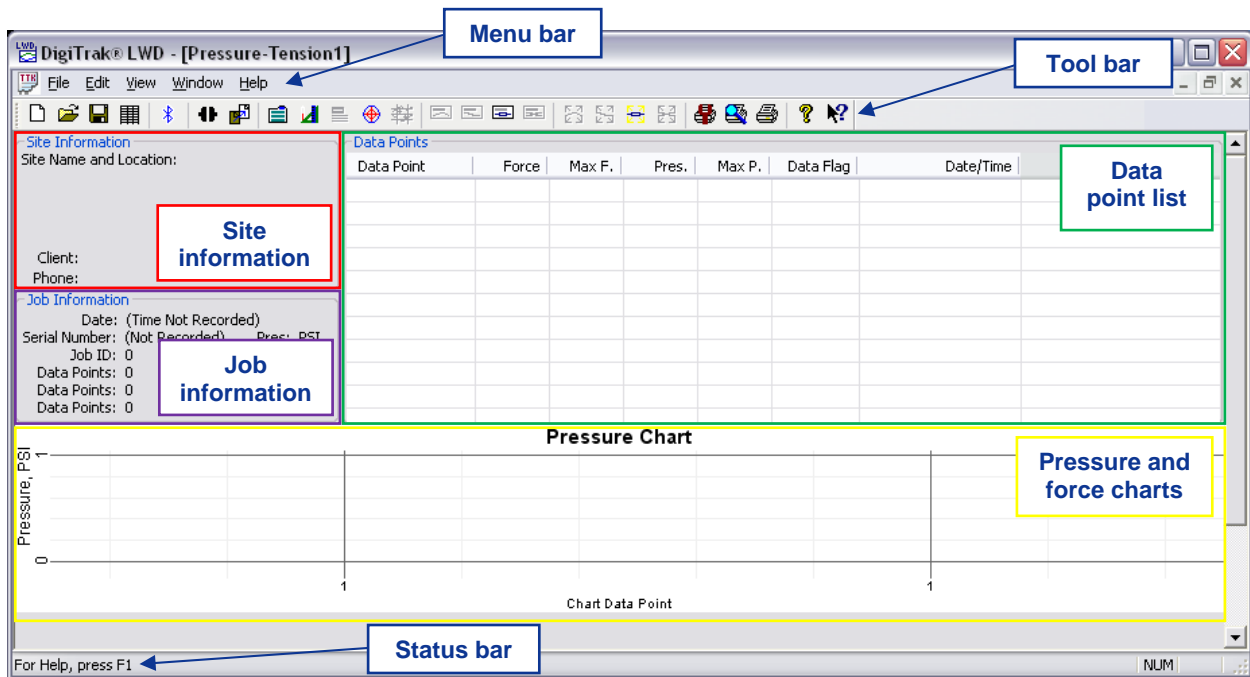 Menu bar
DigiTrak® LWD - [Pressure-Tension1]
Tool bar
File Edit View Window Help
Site Information
Site Name and Location:
Site
information
Client:
Phone:
Data Points
Data Point Force Max F. Pres. Max P. Data Flag Date/Time
Data
point list
Job Information
Date: (Time Not Recorded)
Serial Number: (Not Recorded) Pres: PSI
Job ID: 0
Data Points: 0
Data Points: 0
Data Points: 0
Job
information
Pressure Chart
Pressure, PSI
1
0
Pressure and
force charts
1 1
Chart Data Point
Status bar
For Help, press F1 NUM